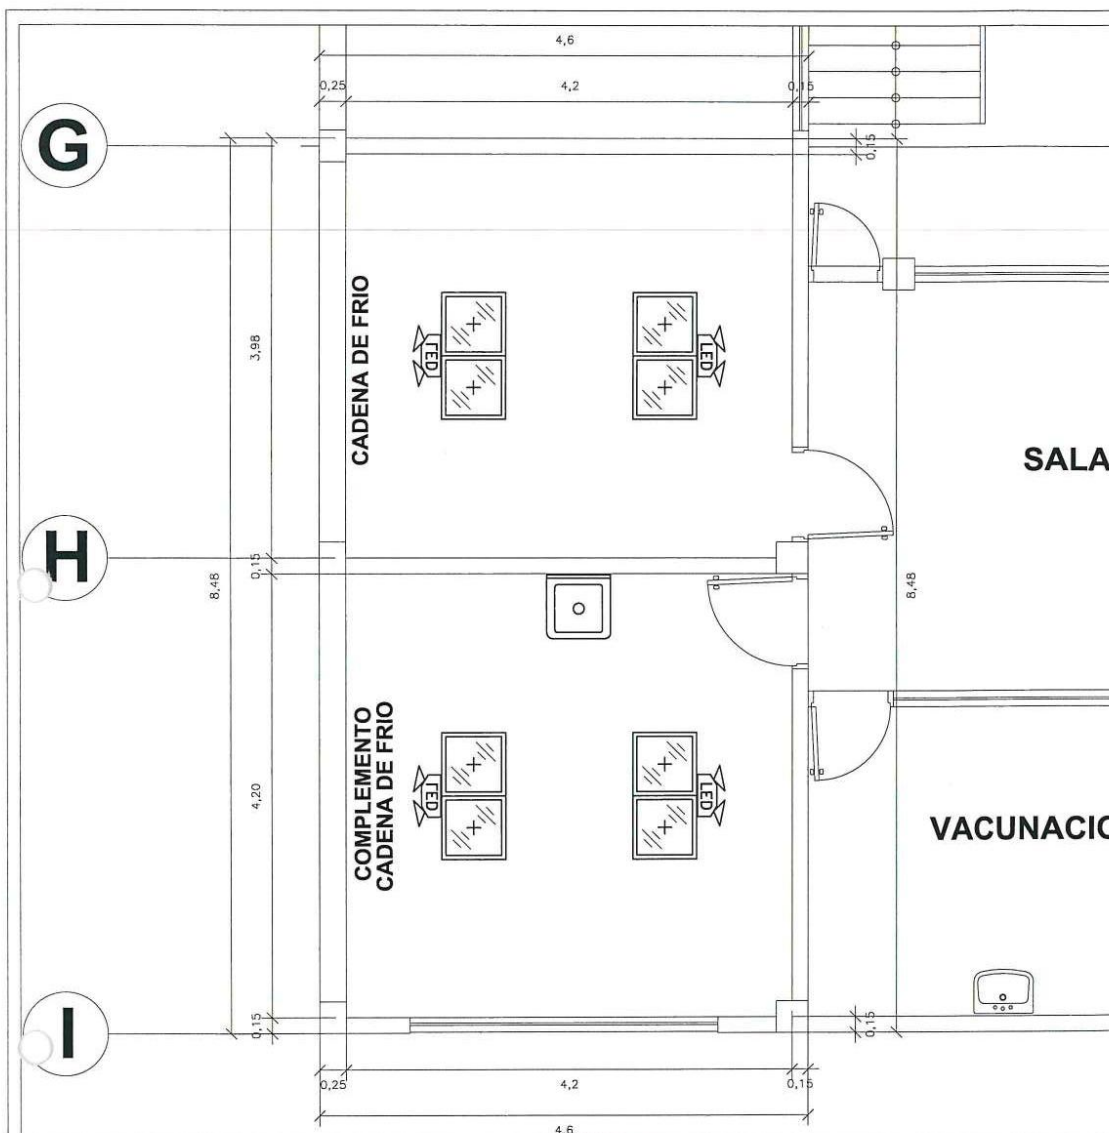 4,6
0,25
4,2
0,15
G
0,15
CADENA DE FRIO
3,98
LED
LED
SALA
H
0,15
8,48
8,48
COMPLEMENTO
CADENA DE FRIO
4,20
LED
LED
VACUNACIO
I
0,15
0,15
0,25
4,2
0,15
4,6